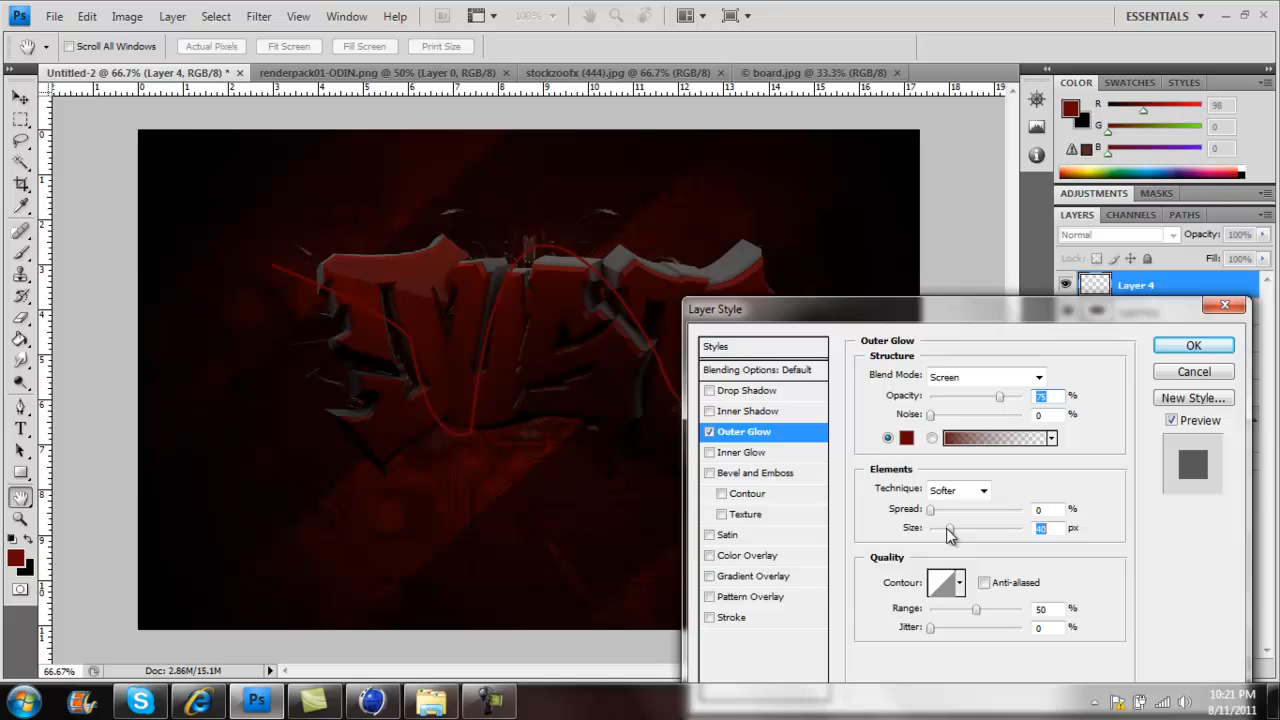 Ps File Edit Image Layer Select Filter View Window Help Br 100% ESSENTIALS
Scroll All Windows Actual Pixels Fit Screen Fill Screen Print Size
Untitled-2 @ 66.7% (Layer 4, RGB/8) * × renderpack01-ODIN.png @ 50% (Layer 0, RGB/8) × stockzoofx (444).jpg @ 66.7% (RGB/8) × © board.jpg @ 33.3% (RGB/8) ×
COLOR SWATCHES STYLES
R 98
G 0
B 0
ADJUSTMENTS MASKS
LAYERS CHANNELS PATHS
Normal Opacity: 100%
Lock: Fill: 100%
Layer 4
Layer Style
Styles
Blending Options: Default
Drop Shadow
Inner Shadow
Outer Glow
Inner Glow
Bevel and Emboss
Contour
Texture
Satin
Color Overlay
Gradient Overlay
Pattern Overlay
Stroke
Outer Glow
Structure
Blend Mode: Screen
Opacity: 75 %
Noise: 0 %
Elements
Technique: Softer
Spread: 0 %
Size: 40 px
Quality
Contour: Anti-aliased
Range: 50 %
Jitter: 0 %
OK
Cancel
New Style...
Preview
66.67% Doc: 2.86M/15.1M
10:21 PM
8/11/2011